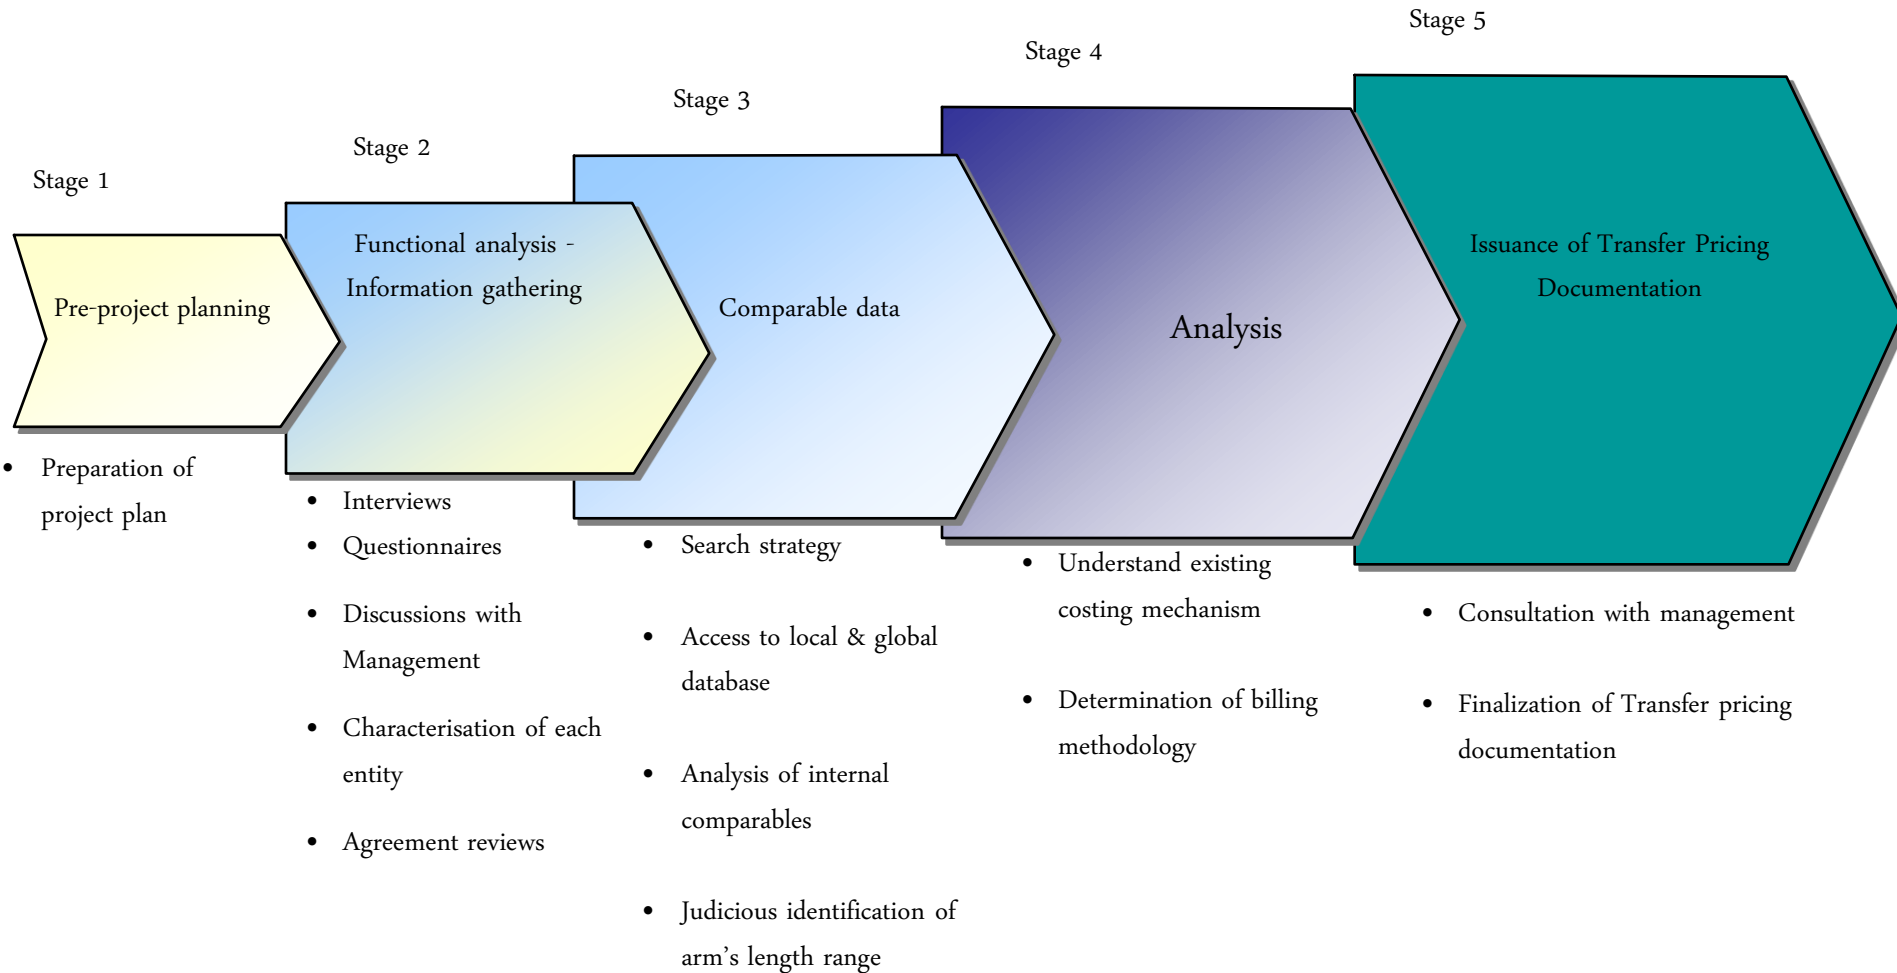 Stage 1
Pre-project planning
• Preparation of
project plan
Stage 2
Functional analysis -
Information gathering
• Interviews
• Questionnaires
• Discussions with
Management
• Characterisation of each
entity
• Agreement reviews
Stage 3
Comparable data
• Search strategy
• Access to local & global
database
• Analysis of internal
comparables
• Judicious identification of
arm’s length range
Stage 4
Analysis
• Understand existing
costing mechanism
• Determination of billing
methodology
Stage 5
Issuance of Transfer Pricing
Documentation
• Consultation with management
• Finalization of Transfer pricing
documentation